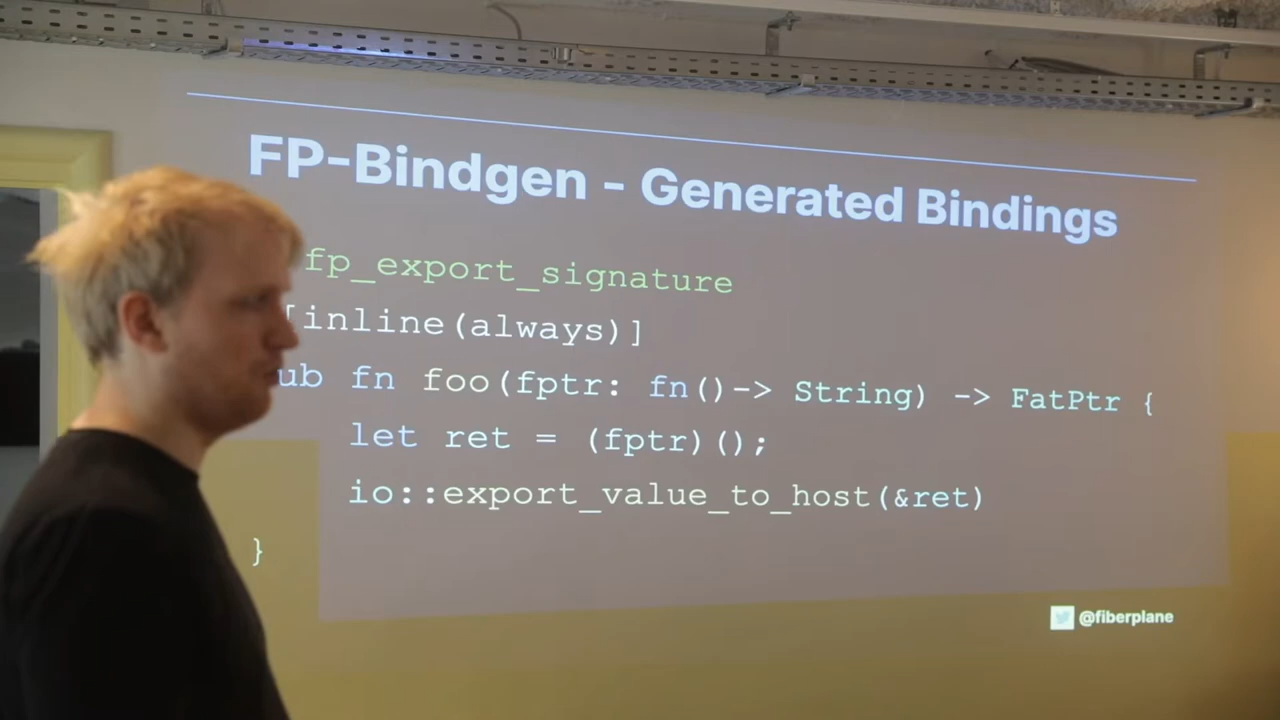 FP-Bindgen - Generated Bindings
fp_export_signature
[inline(always)]
ub fn foo(fptr: fn()-> String) -> FatPtr {
let ret = (fptr)();
io::export_value_to_host(&ret)
}
@fiberplane